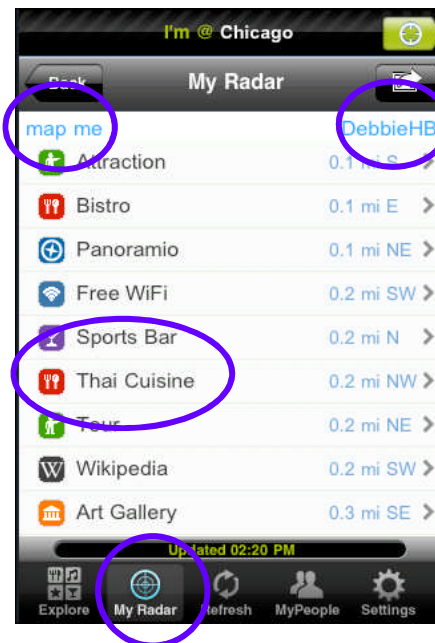 I'm @ Chicago
Back My Radar
map me DebbieHB
Attraction 0.1 mi S
Bistro 0.1 mi E
Panoramio 0.1 mi NE
Free WiFi 0.2 mi SW
Sports Bar 0.2 mi N
Thai Cuisine 0.2 mi NW
Tour 0.2 mi NE
W Wikipedia 0.2 mi SW
Art Gallery 0.3 mi SE
Updated 02:20 PM
Explore My Radar Refresh MyPeople Settings